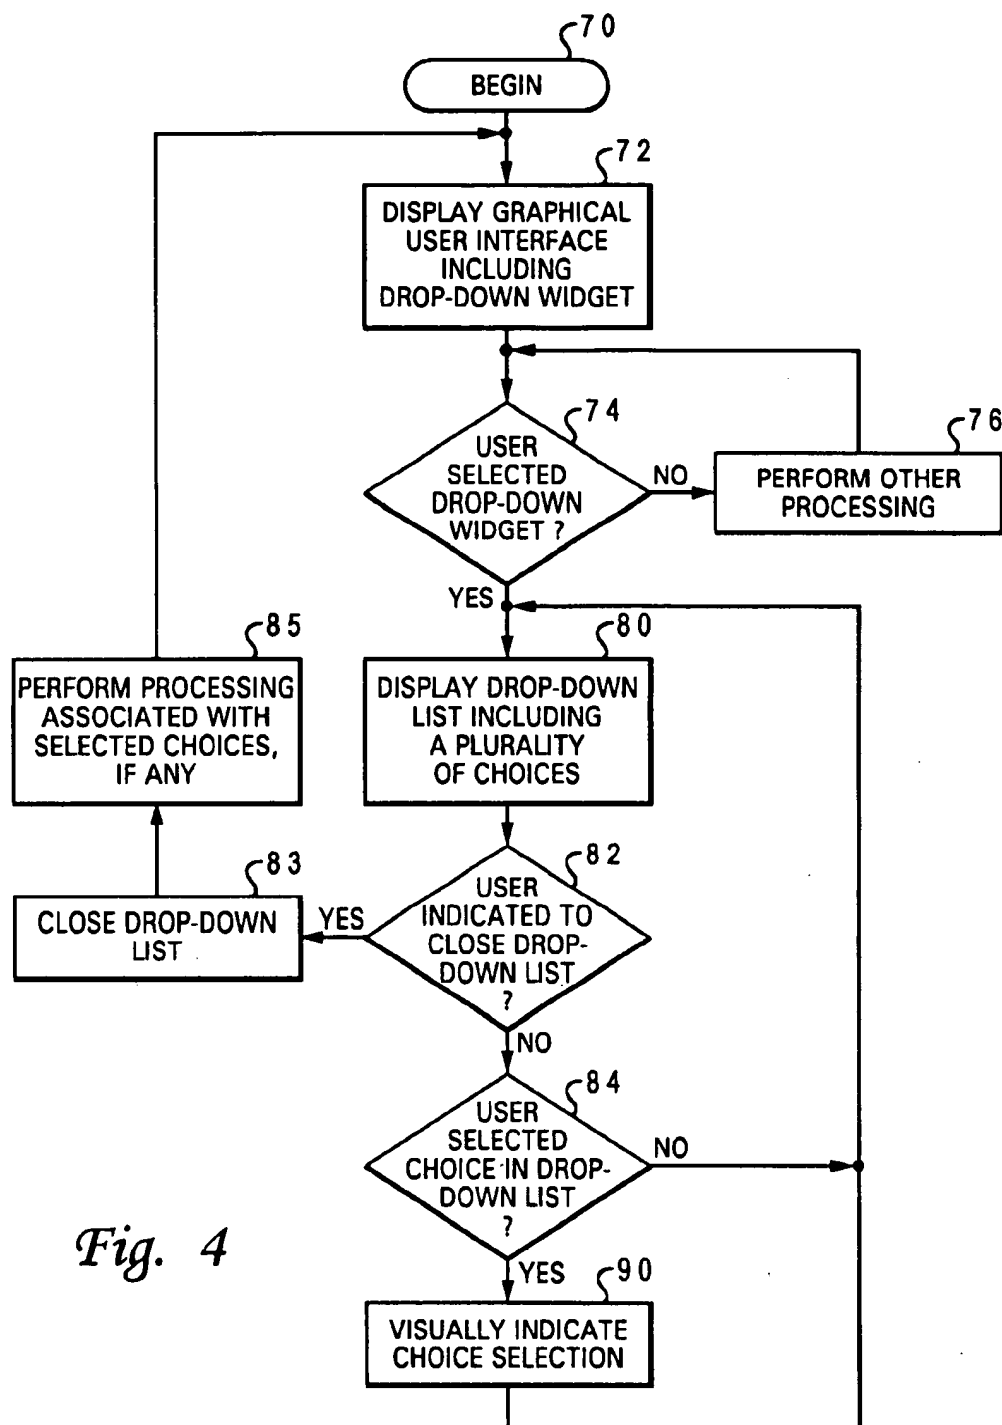 70
BEGIN
72
DISPLAY GRAPHICAL
USER INTERFACE
INCLUDING
DROP-DOWN WIDGET
74
USER
SELECTED
DROP-DOWN
WIDGET ?
NO
76
PERFORM OTHER
PROCESSING
YES
80
DISPLAY DROP-DOWN
LIST INCLUDING
A PLURALITY
OF CHOICES
85
PERFORM PROCESSING
ASSOCIATED WITH
SELECTED CHOICES,
IF ANY
82
USER
INDICATED TO
CLOSE DROP-
DOWN LIST
?
YES
83
CLOSE DROP-DOWN
LIST
NO
84
USER
SELECTED
CHOICE IN DROP-
DOWN LIST
?
NO
YES
90
VISUALLY INDICATE
CHOICE SELECTION
Fig. 4